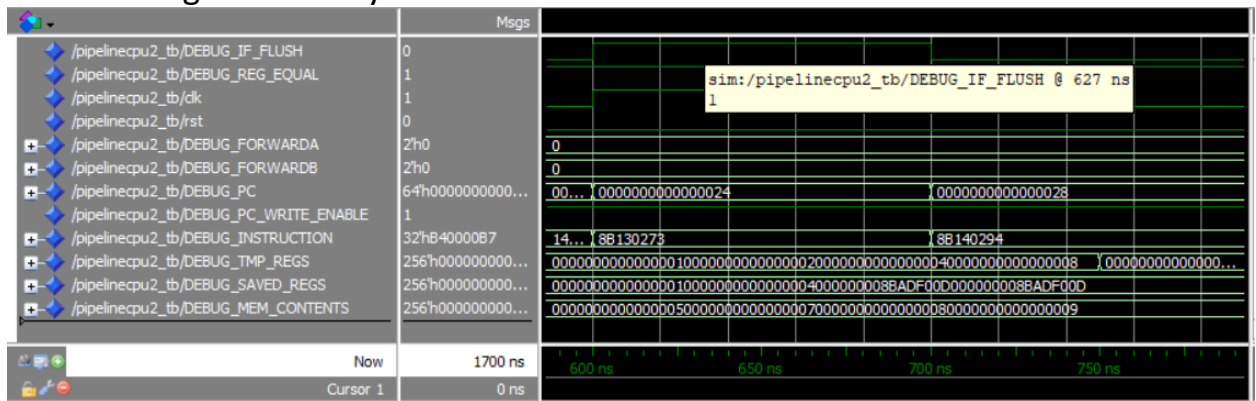 Msgs
/pipelinecpu2_tb/DEBUG_IF_FLUSH 0
/pipelinecpu2_tb/DEBUG_REG_EQUAL 1
sim:/pipelinecpu2_tb/DEBUG_IF_FLUSH @ 627 ns
1
/pipelinecpu2_tb/clk 1
/pipelinecpu2_tb/rst 0
/pipelinecpu2_tb/DEBUG_FORWARDA 2'h0 0
/pipelinecpu2_tb/DEBUG_FORWARDB 2'h0 0
/pipelinecpu2_tb/DEBUG_PC 64'h0000000000... 00... 0000000000000024 0000000000000028
/pipelinecpu2_tb/DEBUG_PC_WRITE_ENABLE 1
/pipelinecpu2_tb/DEBUG_INSTRUCTION 32'hB40000B7 14... 8B130273 8B140294
/pipelinecpu2_tb/DEBUG_TMP_REGS 256'h000000000... 0000000000000001000000000000000200000000000000040000000000000008 00000000000000...
/pipelinecpu2_tb/DEBUG_SAVED_REGS 256'h000000000... 00000000000000010000000000000004000000008BADF00D000000008BADF00D
/pipelinecpu2_tb/DEBUG_MEM_CONTENTS 256'h000000000... 0000000000000005000000000000000700000000000000080000000000000009
Now 1700 ns 600 ns 650 ns 700 ns 750 ns
Cursor 1 0 ns